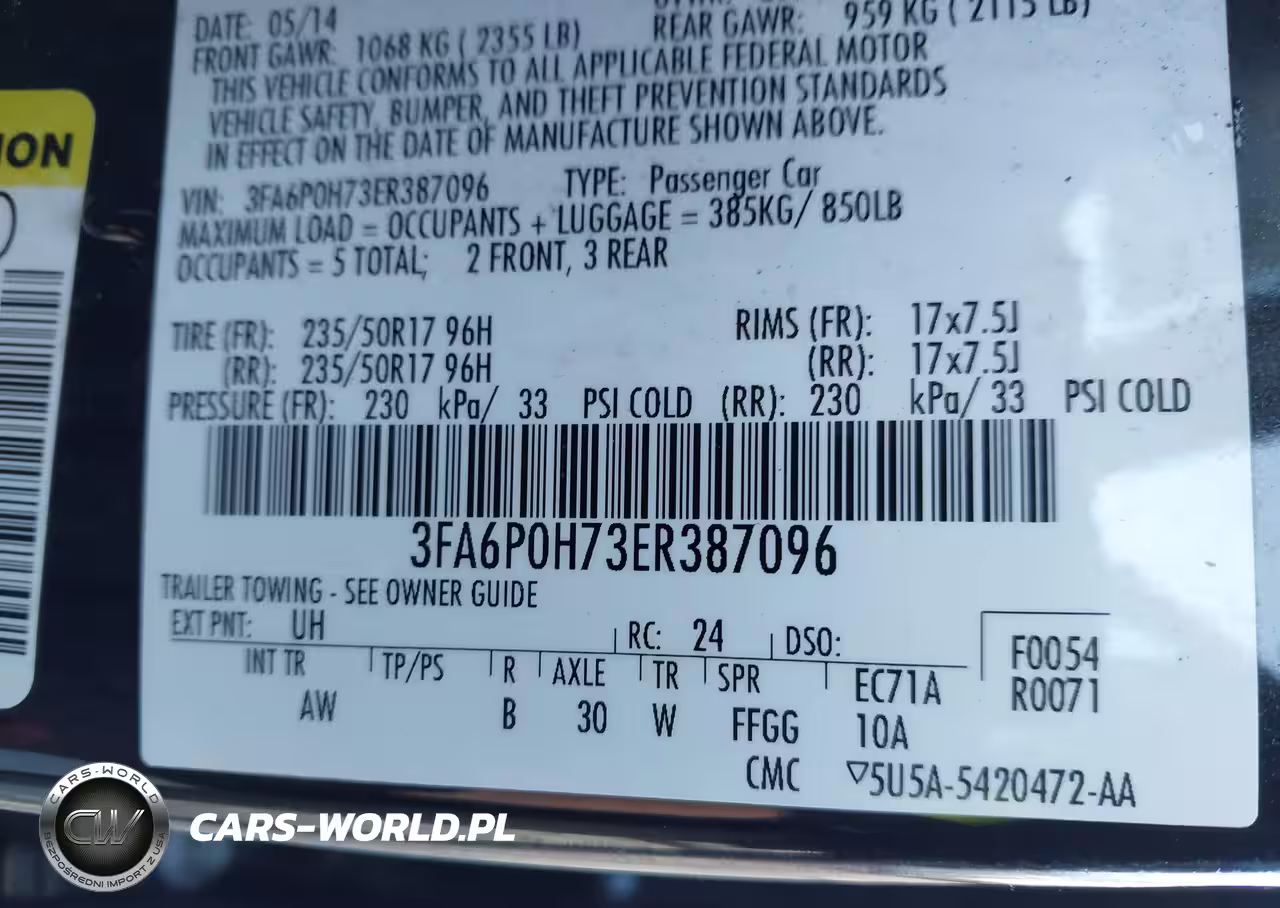 DATE: 05/14
FRONT GAWR: 1068 KG ( 2355 LB) REAR GAWR: 959 KG ( 2115 LB)
THIS VEHICLE CONFORMS TO ALL APPLICABLE FEDERAL MOTOR
VEHICLE SAFETY, BUMPER, AND THEFT PREVENTION STANDARDS
IN EFFECT ON THE DATE OF MANUFACTURE SHOWN ABOVE.
VIN: 3FA6P0H73ER387096 TYPE: Passenger Car
MAXIMUM LOAD = OCCUPANTS + LUGGAGE = 385KG/ 850LB
OCCUPANTS = 5 TOTAL; 2 FRONT, 3 REAR
TIRE (FR): 235/50R17 96H RIMS (FR): 17x7.5J
(RR): 235/50R17 96H (RR): 17x7.5J
PRESSURE (FR): 230 kPa/ 33 PSI COLD (RR): 230 kPa/ 33 PSI COLD
3FA6P0H73ER387096
TRAILER TOWING - SEE OWNER GUIDE
EXT PNT: UH RC: 24 DSO: F0054
INT TR TP/PS R AXLE TR SPR EC71A R0071
AW B 30 W FFGG 10A
CMC ▽5U5A-5420472-AA
ION
CARS-WORLD
CW
BEZPOŚREDNI IMPORT Z USA
CARS-WORLD.PL